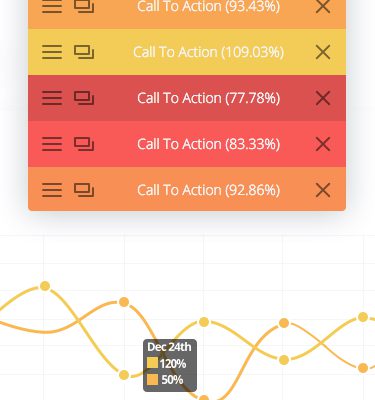 Call To Action (93.43%)
Call To Action (109.03%)
Call To Action (77.78%)
Call To Action (83.33%)
Call To Action (92.86%)
Dec 24th
120%
50%